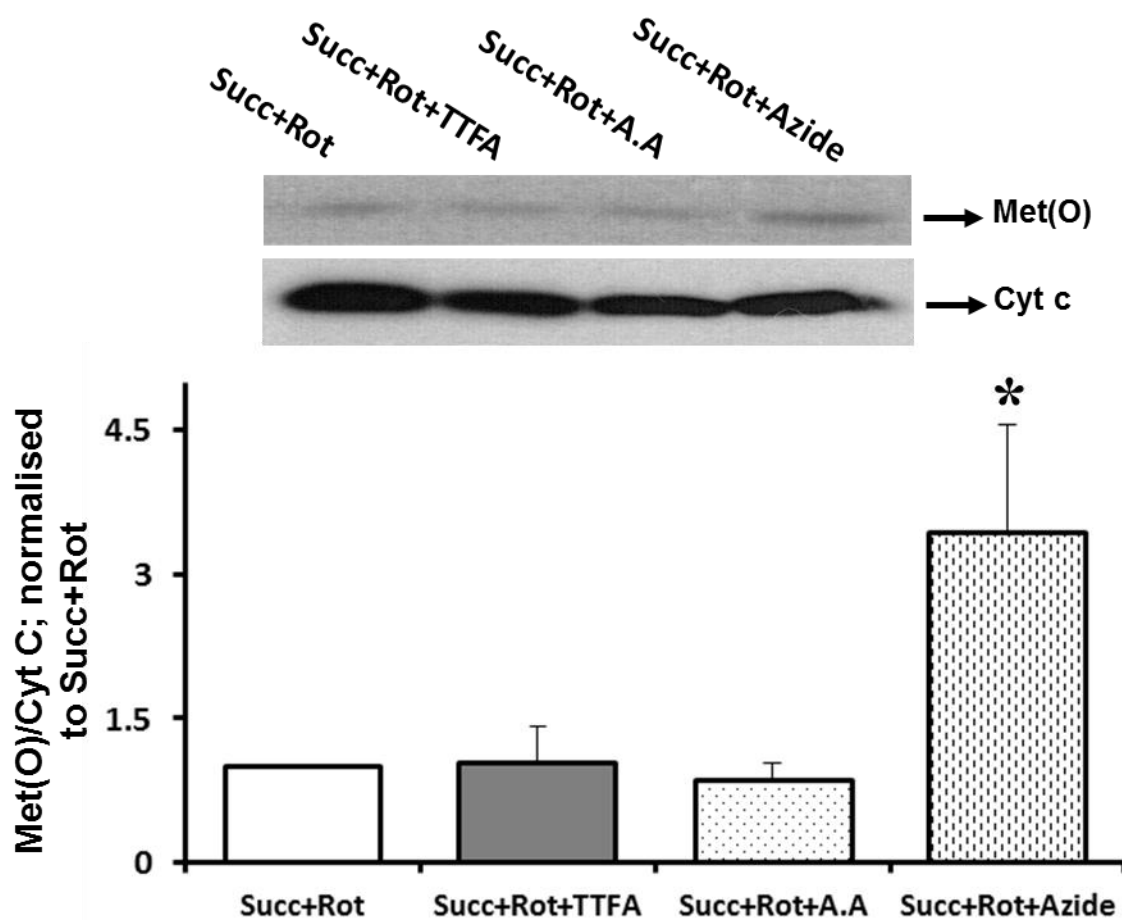 Succ+Rot
Succ+Rot+TTFA
Succ+Rot+A.A
Succ+Rot+Azide
Met(O)
Cyt c
Met(O)/Cyt C; normalised
to Succ+Rot
4.5
3
1.5
0
*
Succ+Rot
Succ+Rot+TTFA
Succ+Rot+A.A
Succ+Rot+Azide